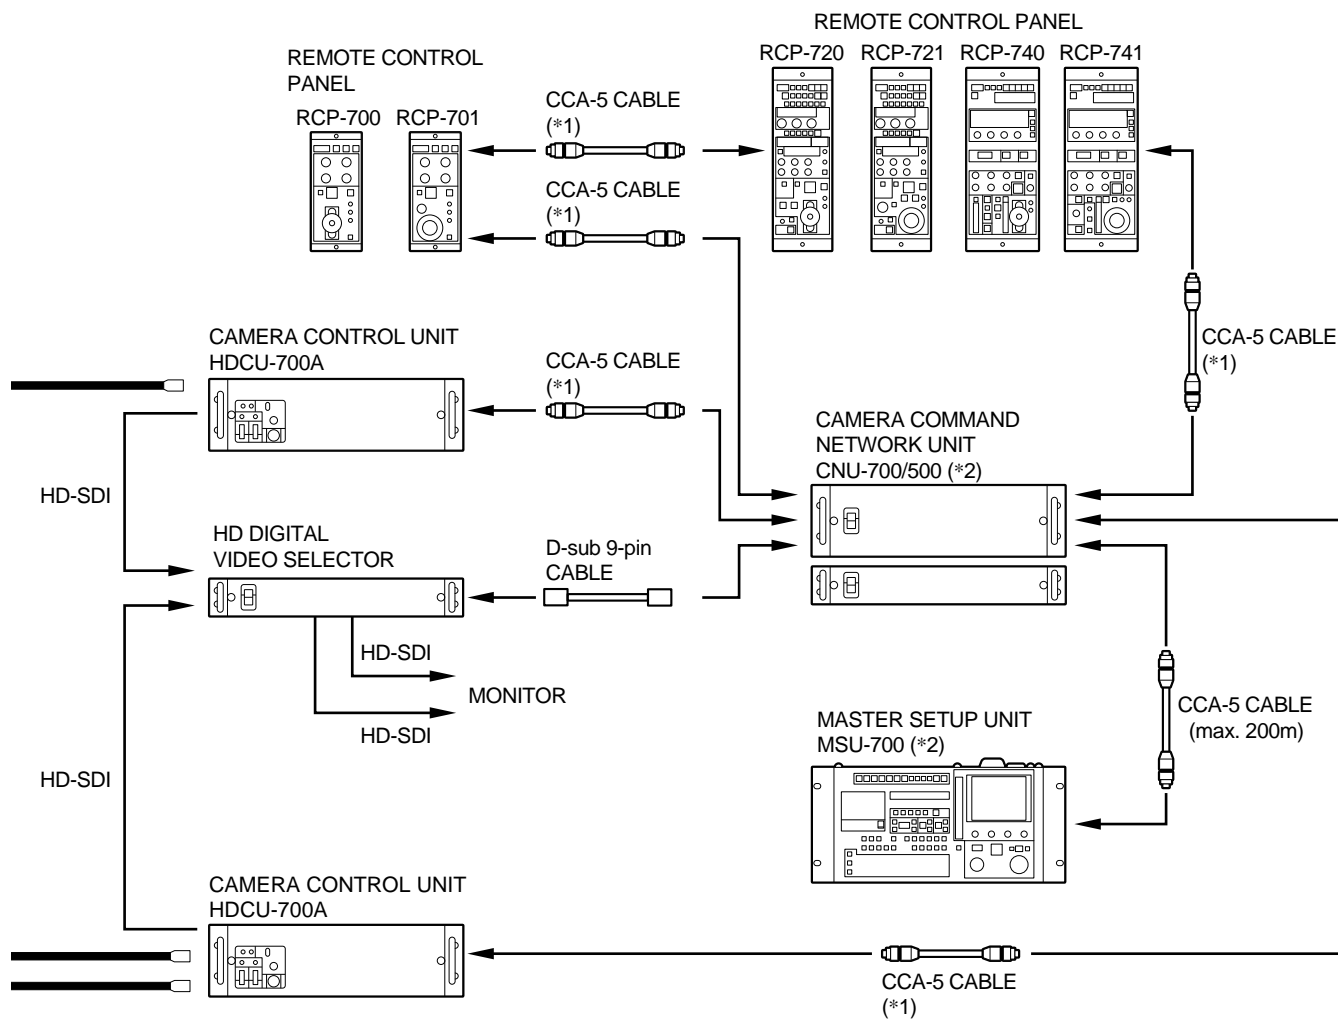 REMOTE CONTROL PANEL
RCP-720 RCP-721 RCP-740 RCP-741
REMOTE CONTROL
PANEL
RCP-700 RCP-701
CCA-5 CABLE
(*1)
CCA-5 CABLE
(*1)
CAMERA CONTROL UNIT
HDCU-700A
CCA-5 CABLE
(*1)
CCA-5 CABLE
(*1)
CAMERA COMMAND
NETWORK UNIT
CNU-700/500 (*2)
HD-SDI
HD DIGITAL
VIDEO SELECTOR
D-sub 9-pin
CABLE
HD-SDI
MONITOR
HD-SDI
MASTER SETUP UNIT
MSU-700 (*2)
CCA-5 CABLE
(max. 200m)
HD-SDI
CAMERA CONTROL UNIT
HDCU-700A
CCA-5 CABLE
(*1)